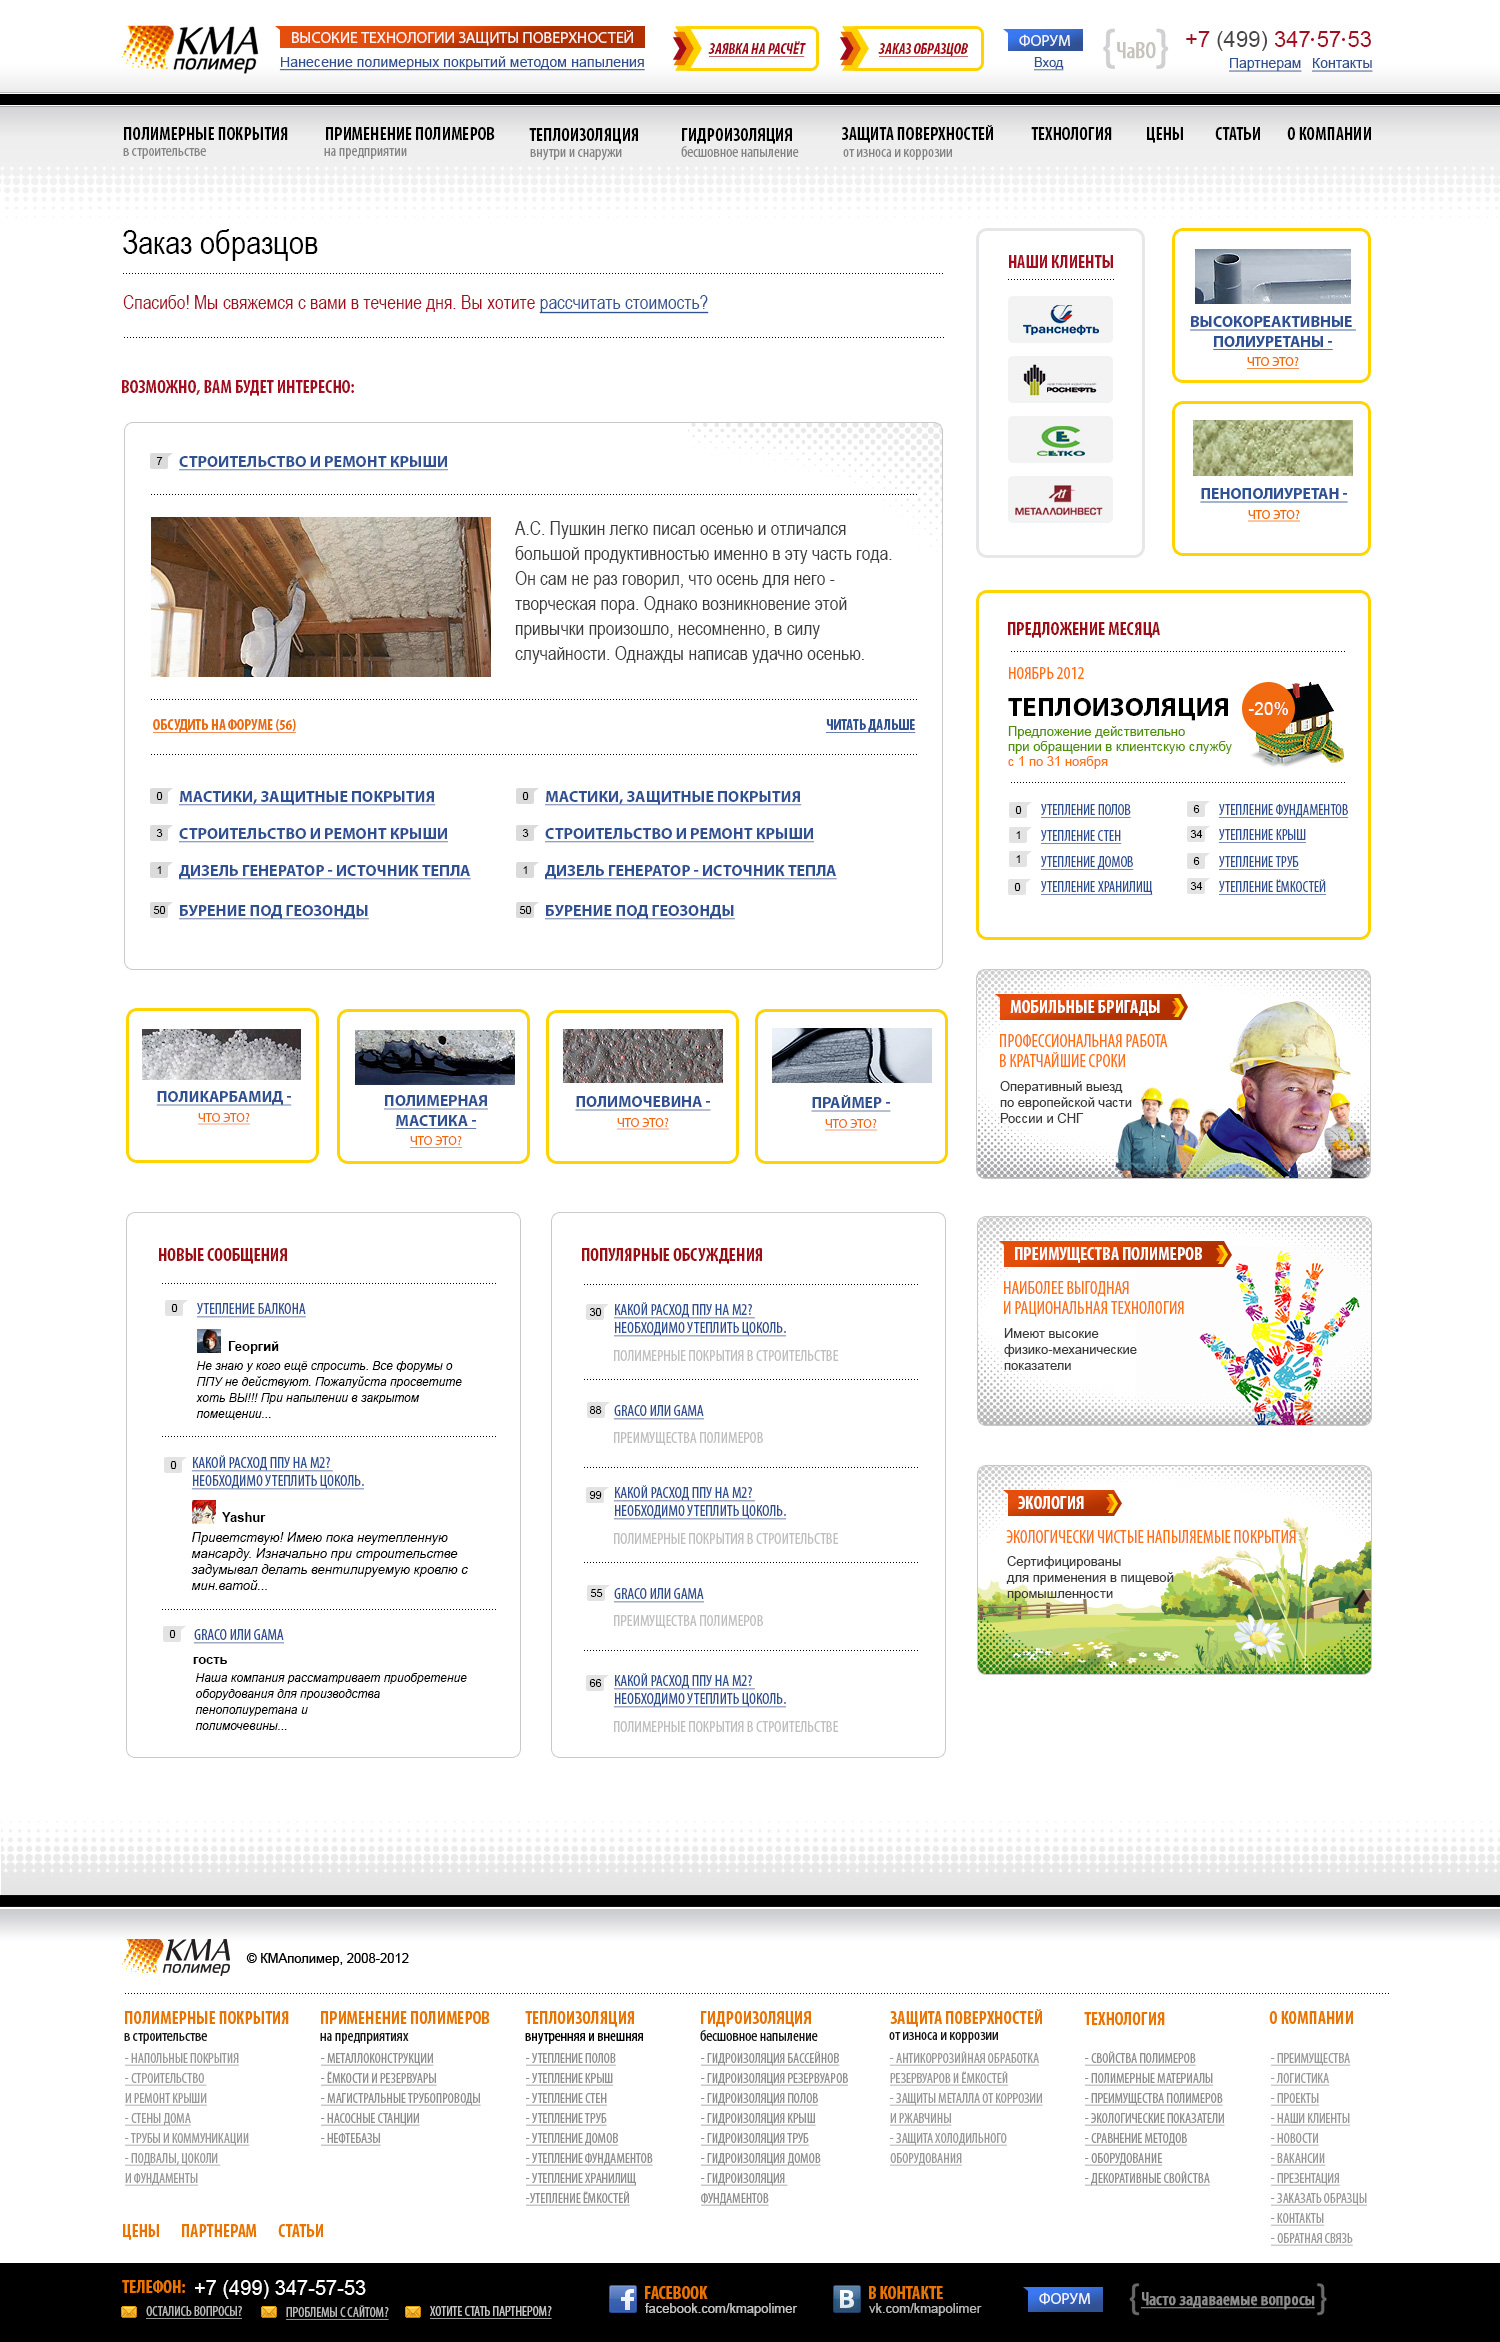 КМА
полимер
ВЫСОКИЕ ТЕХНОЛОГИИ ЗАЩИТЫ ПОВЕРХНОСТЕЙ
Нанесение полимерных покрытий методом напыления
ЗАЯВКА НА РАСЧЁТ
ЗАКАЗ ОБРАЗЦОВ
ФОРУМ
Вход
{ЧаВО}
+7 (499) 347·57·53
Партнерам Контакты
ПОЛИМЕРНЫЕ ПОКРЫТИЯ
в строительстве
ПРИМЕНЕНИЕ ПОЛИМЕРОВ
на предприятии
ТЕПЛОИЗОЛЯЦИЯ
внутри и снаружи
ГИДРОИЗОЛЯЦИЯ
бесшовное напыление
ЗАЩИТА ПОВЕРХНОСТЕЙ
от износа и коррозии
ТЕХНОЛОГИЯ
ЦЕНЫ
СТАТЬИ
О КОМПАНИИ
Заказ образцов
Спасибо! Мы свяжемся с вами в течение дня. Вы хотите рассчитать стоимость?
ВОЗМОЖНО, ВАМ БУДЕТ ИНТЕРЕСНО:
7 СТРОИТЕЛЬСТВО И РЕМОНТ КРЫШИ
А.С. Пушкин легко писал осенью и отличался
большой продуктивностью именно в эту часть года.
Он сам не раз говорил, что осень для него -
творческая пора. Однако возникновение этой
привычки произошло, несомненно, в силу
случайности. Однажды написав удачно осенью.
ОБСУДИТЬ НА ФОРУМЕ (56)
ЧИТАТЬ ДАЛЬШЕ
0 МАСТИКИ, ЗАЩИТНЫЕ ПОКРЫТИЯ
3 СТРОИТЕЛЬСТВО И РЕМОНТ КРЫШИ
1 ДИЗЕЛЬ ГЕНЕРАТОР - ИСТОЧНИК ТЕПЛА
50 БУРЕНИЕ ПОД ГЕОЗОНДЫ
0 МАСТИКИ, ЗАЩИТНЫЕ ПОКРЫТИЯ
3 СТРОИТЕЛЬСТВО И РЕМОНТ КРЫШИ
1 ДИЗЕЛЬ ГЕНЕРАТОР - ИСТОЧНИК ТЕПЛА
50 БУРЕНИЕ ПОД ГЕОЗОНДЫ
ПОЛИКАРБАМИД -
ЧТО ЭТО?
ПОЛИМЕРНАЯ
МАСТИКА -
ЧТО ЭТО?
ПОЛИМОЧЕВИНА -
ЧТО ЭТО?
ПРАЙМЕР -
ЧТО ЭТО?
НОВЫЕ СООБЩЕНИЯ
0 УТЕПЛЕНИЕ БАЛКОНА
Георгий
Не знаю у кого ещё спросить. Все форумы о
ППУ не действуют. Пожалуйста просветите
хоть ВЫ!!! При напылении в закрытом
помещении...
0 КАКОЙ РАСХОД ППУ НА М2?
НЕОБХОДИМО УТЕПЛИТЬ ЦОКОЛЬ.
Yashur
Приветствую! Имею пока неутепленную
мансарду. Изначально при строительстве
задумывал делать вентилируемую кровлю с
мин.ватой...
0 GRACO ИЛИ GAMA
гость
Наша компания рассматривает приобретение
оборудования для производства
пенополиуретана и
полимочевины...
ПОПУЛЯРНЫЕ ОБСУЖДЕНИЯ
30 КАКОЙ РАСХОД ППУ НА М2?
НЕОБХОДИМО УТЕПЛИТЬ ЦОКОЛЬ.
ПОЛИМЕРНЫЕ ПОКРЫТИЯ В СТРОИТЕЛЬСТВЕ
88 GRACO ИЛИ GAMA
ПРЕИМУЩЕСТВА ПОЛИМЕРОВ
99 КАКОЙ РАСХОД ППУ НА М2?
НЕОБХОДИМО УТЕПЛИТЬ ЦОКОЛЬ.
ПОЛИМЕРНЫЕ ПОКРЫТИЯ В СТРОИТЕЛЬСТВЕ
55 GRACO ИЛИ GAMA
ПРЕИМУЩЕСТВА ПОЛИМЕРОВ
66 КАКОЙ РАСХОД ППУ НА М2?
НЕОБХОДИМО УТЕПЛИТЬ ЦОКОЛЬ.
ПОЛИМЕРНЫЕ ПОКРЫТИЯ В СТРОИТЕЛЬСТВЕ
НАШИ КЛИЕНТЫ
Транснефть
РОСНЕФТЬ
СЕТКО
МЕТАЛЛОИНВЕСТ
ВЫСОКОРЕАКТИВНЫЕ
ПОЛИУРЕТАНЫ -
ЧТО ЭТО?
ПЕНОПОЛИУРЕТАН -
ЧТО ЭТО?
ПРЕДЛОЖЕНИЕ МЕСЯЦА
НОЯБРЬ 2012
ТЕПЛОИЗОЛЯЦИЯ
-20%
Предложение действительно
при обращении в клиентскую службу
с 1 по 31 ноября
0 УТЕПЛЕНИЕ ПОЛОВ
1 УТЕПЛЕНИЕ СТЕН
1 УТЕПЛЕНИЕ ДОМОВ
0 УТЕПЛЕНИЕ ХРАНИЛИЩ
6 УТЕПЛЕНИЕ ФУНДАМЕНТОВ
34 УТЕПЛЕНИЕ КРЫШ
6 УТЕПЛЕНИЕ ТРУБ
34 УТЕПЛЕНИЕ ЁМКОСТЕЙ
МОБИЛЬНЫЕ БРИГАДЫ
ПРОФЕССИОНАЛЬНАЯ РАБОТА
В КРАТЧАЙШИЕ СРОКИ
Оперативный выезд
по европейской части
России и СНГ
ПРЕИМУЩЕСТВА ПОЛИМЕРОВ
НАИБОЛЕЕ ВЫГОДНАЯ
И РАЦИОНАЛЬНАЯ ТЕХНОЛОГИЯ
Имеют высокие
физико-механические
показатели
ЭКОЛОГИЯ
ЭКОЛОГИЧЕСКИ ЧИСТЫЕ НАПЫЛЯЕМЫЕ ПОКРЫТИЯ
Сертифицированы
для применения в пищевой
промышленности
КМА
полимер
© КМАполимер, 2008-2012
ПОЛИМЕРНЫЕ ПОКРЫТИЯ
в строительстве
- НАПОЛЬНЫЕ ПОКРЫТИЯ
- СТРОИТЕЛЬСТВО
И РЕМОНТ КРЫШИ
- СТЕНЫ ДОМА
- ТРУБЫ И КОММУНИКАЦИИ
- ПОДВАЛЫ, ЦОКОЛИ
И ФУНДАМЕНТЫ
ПРИМЕНЕНИЕ ПОЛИМЕРОВ
на предприятиях
- МЕТАЛЛОКОНСТРУКЦИИ
- ЁМКОСТИ И РЕЗЕРВУАРЫ
- МАГИСТРАЛЬНЫЕ ТРУБОПРОВОДЫ
- НАСОСНЫЕ СТАНЦИИ
- НЕФТЕБАЗЫ
ТЕПЛОИЗОЛЯЦИЯ
внутренняя и внешняя
- УТЕПЛЕНИЕ ПОЛОВ
- УТЕПЛЕНИЕ КРЫШ
- УТЕПЛЕНИЕ СТЕН
- УТЕПЛЕНИЕ ТРУБ
- УТЕПЛЕНИЕ ДОМОВ
- УТЕПЛЕНИЕ ФУНДАМЕНТОВ
- УТЕПЛЕНИЕ ХРАНИЛИЩ
-УТЕПЛЕНИЕ ЁМКОСТЕЙ
ГИДРОИЗОЛЯЦИЯ
бесшовное напыление
- ГИДРОИЗОЛЯЦИЯ БАССЕЙНОВ
- ГИДРОИЗОЛЯЦИЯ РЕЗЕРВУАРОВ
- ГИДРОИЗОЛЯЦИЯ ПОЛОВ
- ГИДРОИЗОЛЯЦИЯ КРЫШ
- ГИДРОИЗОЛЯЦИЯ ТРУБ
- ГИДРОИЗОЛЯЦИЯ ДОМОВ
- ГИДРОИЗОЛЯЦИЯ
ФУНДАМЕНТОВ
ЗАЩИТА ПОВЕРХНОСТЕЙ
от износа и коррозии
- АНТИКОРРОЗИЙНАЯ ОБРАБОТКА
РЕЗЕРВУАРОВ И ЁМКОСТЕЙ
- ЗАЩИТЫ МЕТАЛЛА ОТ КОРРОЗИИ
И РЖАВЧИНЫ
- ЗАЩИТА ХОЛОДИЛЬНОГО
ОБОРУДОВАНИЯ
ТЕХНОЛОГИЯ
- СВОЙСТВА ПОЛИМЕРОВ
- ПОЛИМЕРНЫЕ МАТЕРИАЛЫ
- ПРЕИМУЩЕСТВА ПОЛИМЕРОВ
- ЭКОЛОГИЧЕСКИЕ ПОКАЗАТЕЛИ
- СРАВНЕНИЕ МЕТОДОВ
- ОБОРУДОВАНИЕ
- ДЕКОРАТИВНЫЕ СВОЙСТВА
О КОМПАНИИ
- ПРЕИМУЩЕСТВА
- ЛОГИСТИКА
- ПРОЕКТЫ
- НАШИ КЛИЕНТЫ
- НОВОСТИ
- ВАКАНСИИ
- ПРЕЗЕНТАЦИЯ
- ЗАКАЗАТЬ ОБРАЗЦЫ
- КОНТАКТЫ
- ОБРАТНАЯ СВЯЗЬ
ЦЕНЫ ПАРТНЕРАМ СТАТЬИ
ТЕЛЕФОН: +7 (499) 347-57-53
ОСТАЛИСЬ ВОПРОСЫ? ПРОБЛЕМЫ С САЙТОМ? ХОТИТЕ СТАТЬ ПАРТНЕРОМ?
FACEBOOK
facebook.com/kmapolimer
В КОНТАКТЕ
vk.com/kmapolimer
ФОРУМ
{Часто задаваемые вопросы}